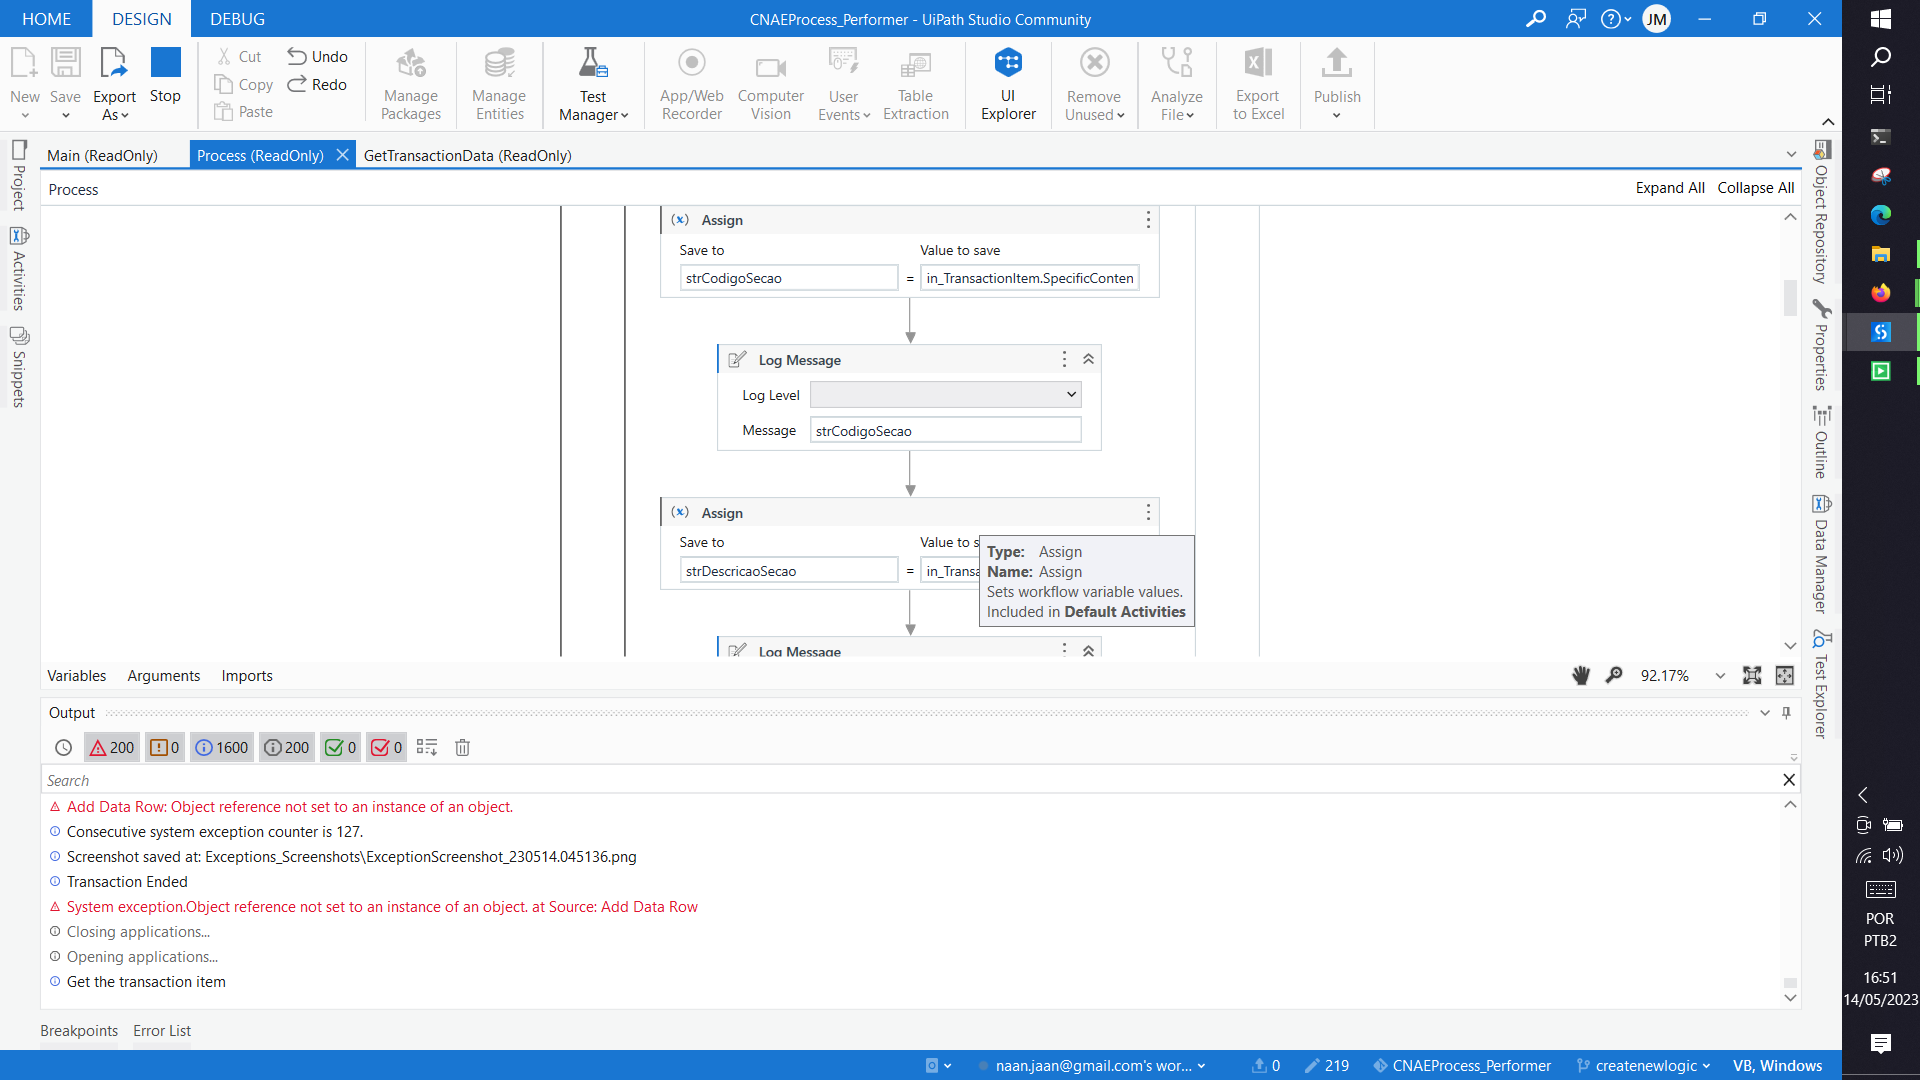 HOME DESIGN DEBUG CNAEProcess_Performer - UiPath Studio Community JM
New Save Export As Stop Cut Copy Paste Undo Redo Manage Packages Manage Entities Test Manager App/Web Recorder Computer Vision User Events Table Extraction UI Explorer Remove Unused Analyze File Export to Excel Publish
Main (ReadOnly) Process (ReadOnly) GetTransactionData (ReadOnly)
Process Expand All Collapse All
Project
Activities
Snippets
Assign
Save to Value to save
strCodigoSecao = in_TransactionItem.SpecificConten
Log Message
Log Level
Message strCodigoSecao
Assign
Save to Value to s
strDescricaoSecao = in_Transa
Type: Assign
Name: Assign
Sets workflow variable values.
Included in Default Activities
Log Message
Object Repository
Properties
Outline
Data Manager
Test Explorer
Variables Arguments Imports 92.17%
Output
200 0 1600 200 0 0
Search
Add Data Row: Object reference not set to an instance of an object.
Consecutive system exception counter is 127.
Screenshot saved at: Exceptions_Screenshots\ExceptionScreenshot_230514.045136.png
Transaction Ended
System exception.Object reference not set to an instance of an object. at Source: Add Data Row
Closing applications...
Opening applications...
Get the transaction item
Breakpoints Error List
naan.jaan@gmail.com's wor... 0 219 CNAEProcess_Performer createnewlogic VB, Windows
POR
PTB2
16:51
14/05/2023